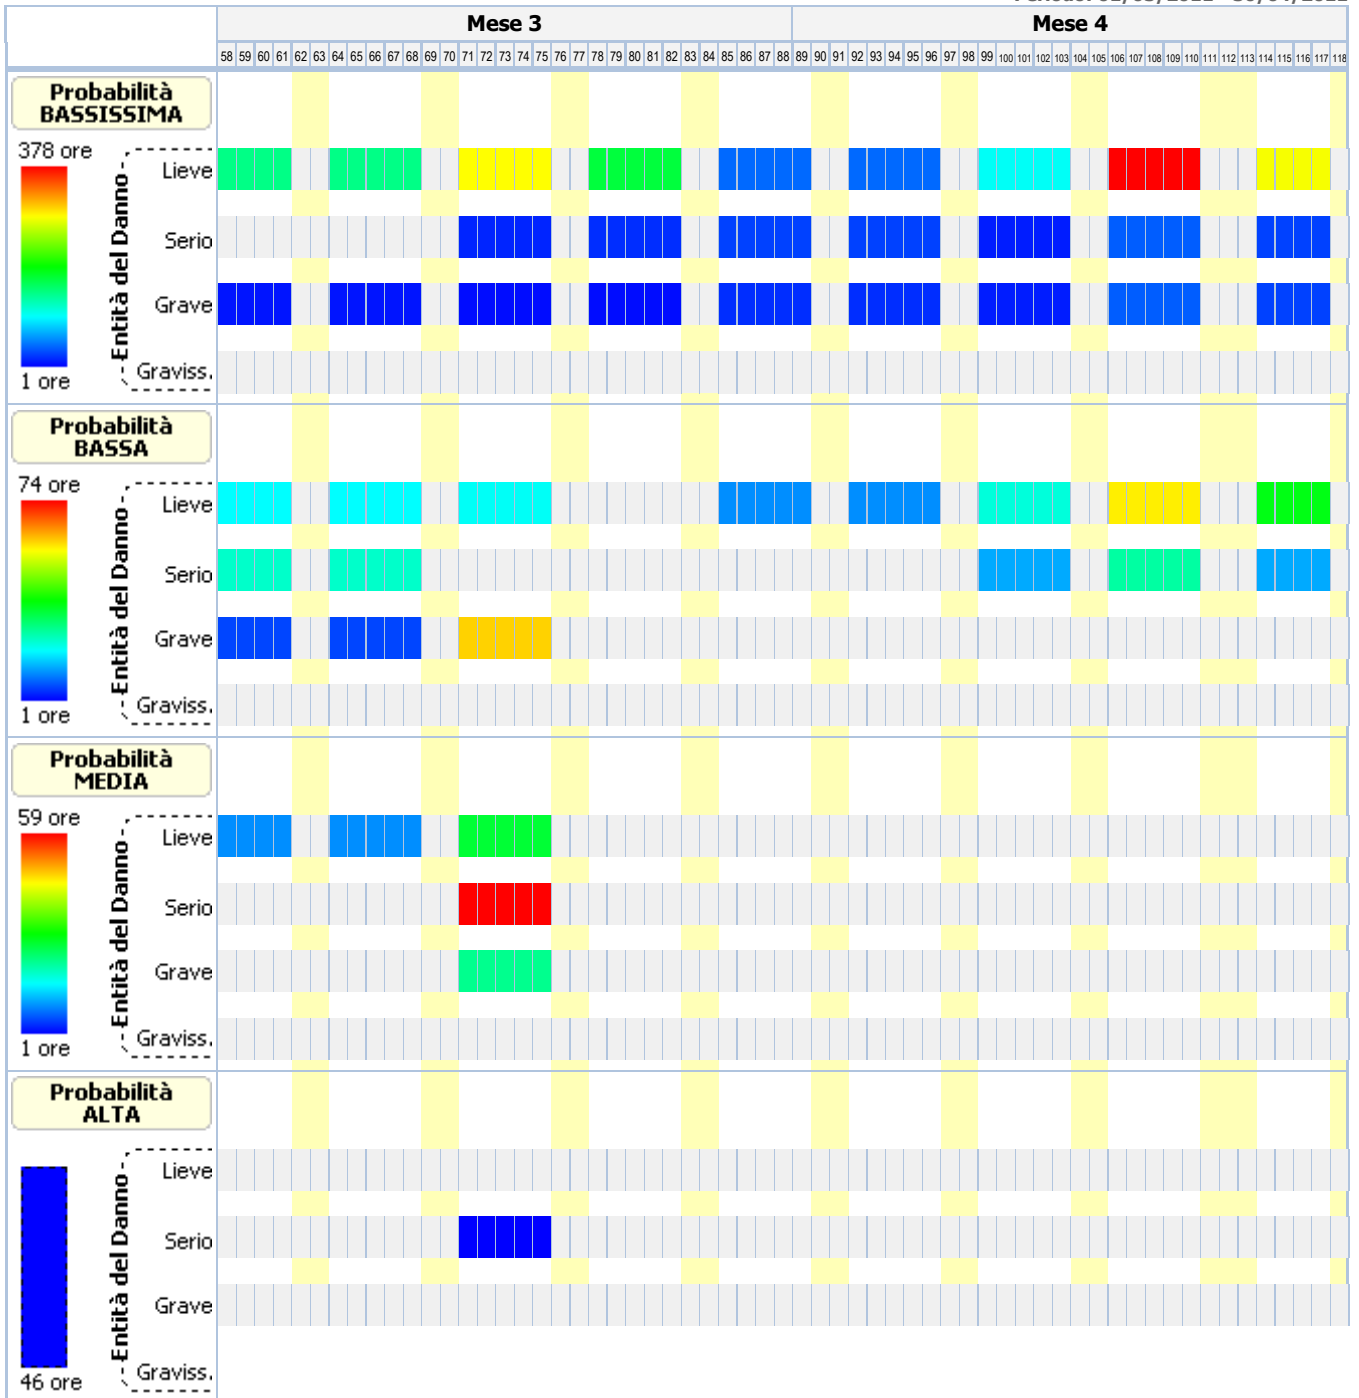 Mese 3 Mese 4
58 59 60 61 62 63 64 65 66 67 68 69 70 71 72 73 74 75 76 77 78 79 80 81 82 83 84 85 86 87 88 89 90 91 92 93 94 95 96 97 98 99 100 101 102 103 104 105 106 107 108 109 110 111 112 113 114 115 116 117 118
Probabilità
BASSISSIMA
378 ore
1 ore
Entità del Danno
Lieve
Serio
Grave
Graviss.
Probabilità
BASSA
74 ore
1 ore
Entità del Danno
Lieve
Serio
Grave
Graviss.
Probabilità
MEDIA
59 ore
1 ore
Entità del Danno
Lieve
Serio
Grave
Graviss.
Probabilità
ALTA
46 ore
Entità del Danno
Lieve
Serio
Grave
Graviss.